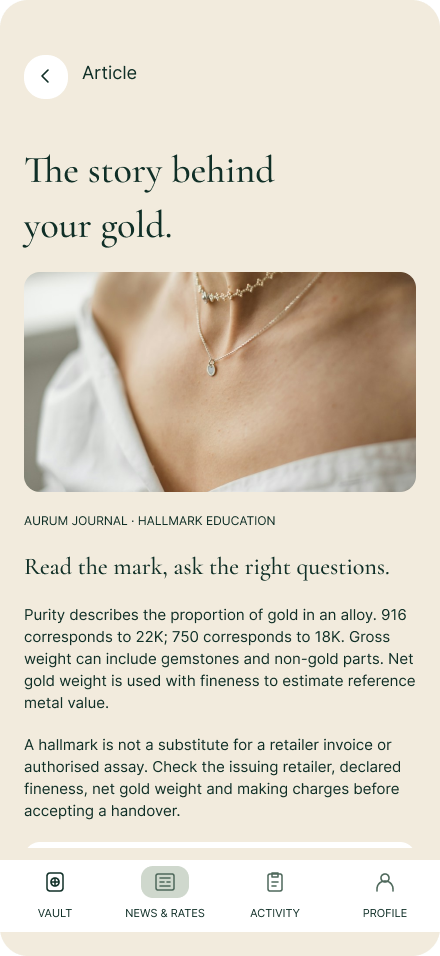 Article
The story behind
your gold.
AURUM JOURNAL · HALLMARK EDUCATION
Read the mark, ask the right questions.
Purity describes the proportion of gold in an alloy. 916
corresponds to 22K; 750 corresponds to 18K. Gross
weight can include gemstones and non-gold parts. Net
gold weight is used with fineness to estimate reference
metal value.
A hallmark is not a substitute for a retailer invoice or
authorised assay. Check the issuing retailer, declared
fineness, net gold weight and making charges before
accepting a handover.
VAULT
NEWS & RATES
ACTIVITY
PROFILE